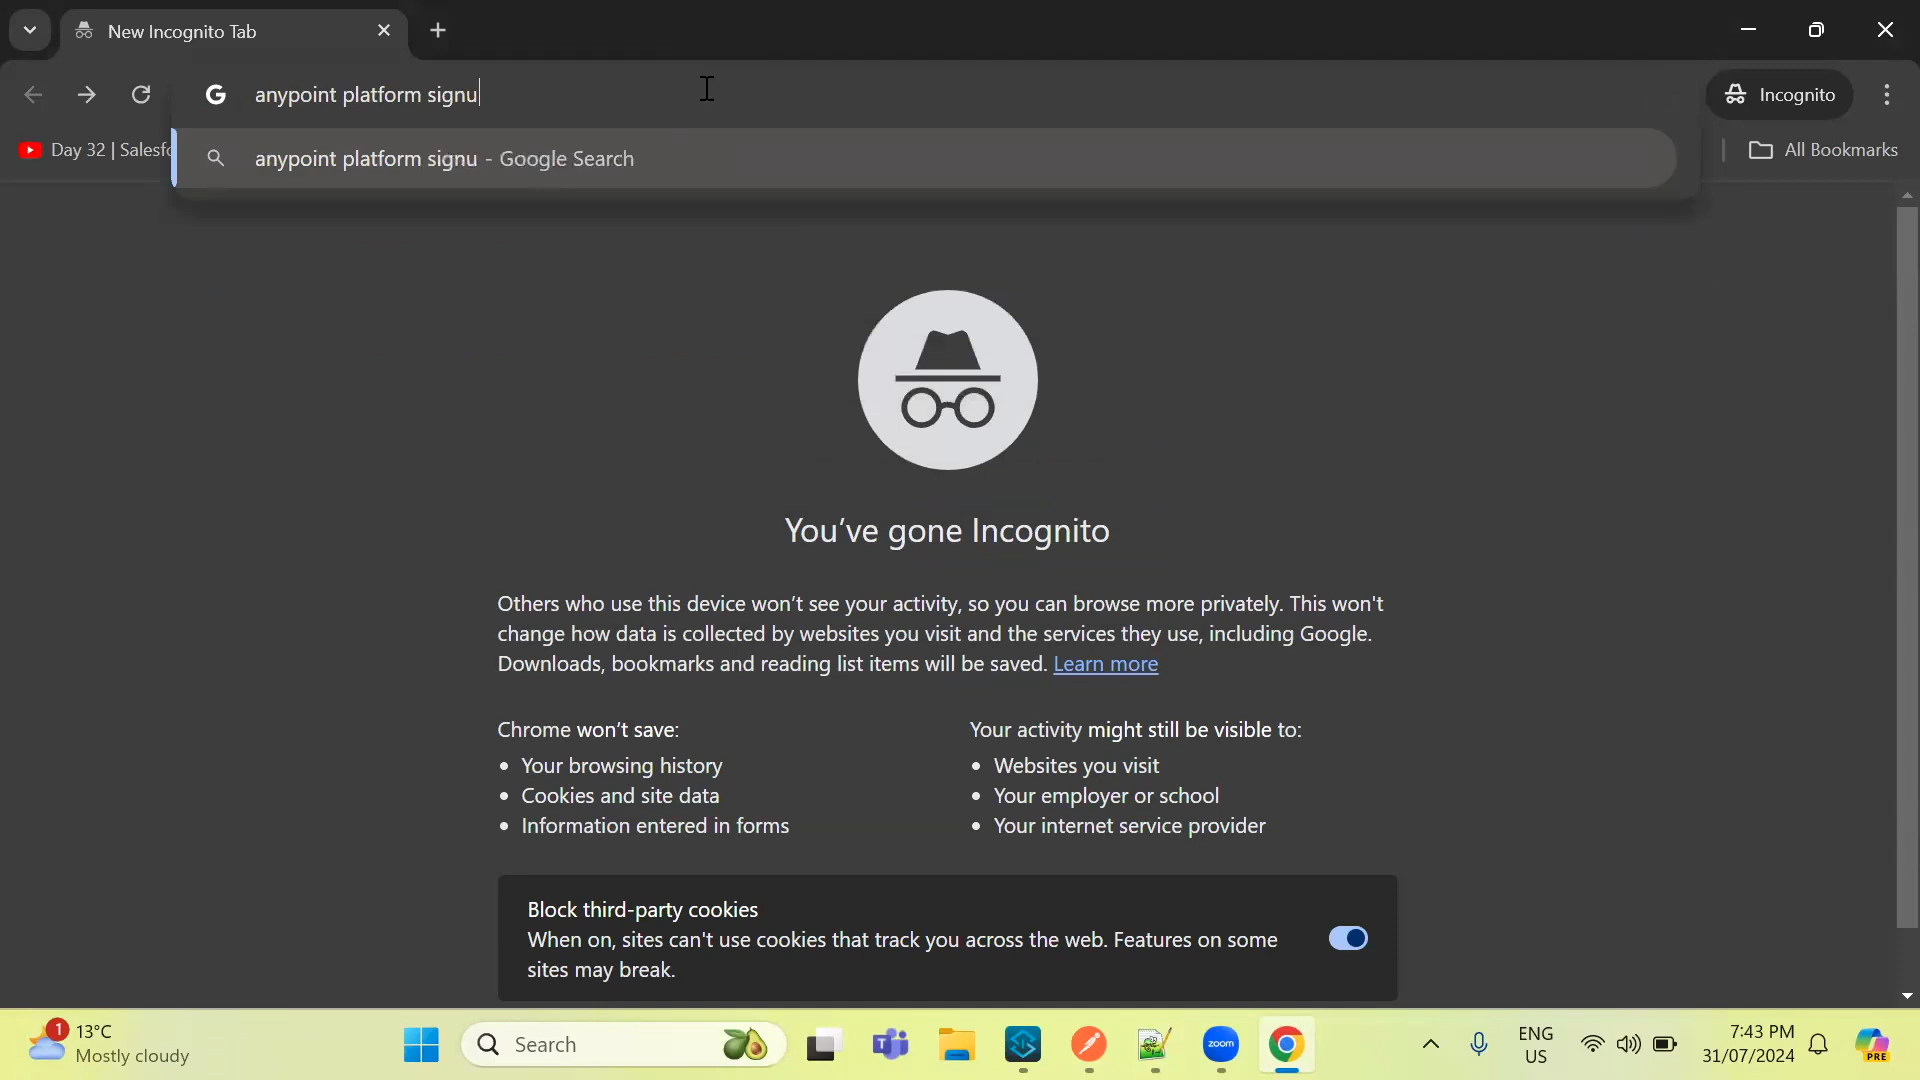 New Incognito Tab
anypoint platform signu
Incognito
Day 32 | Salesfo
anypoint platform signu - Google Search
All Bookmarks
You've gone Incognito
Others who use this device won't see your activity, so you can browse more privately. This won't
change how data is collected by websites you visit and the services they use, including Google.
Downloads, bookmarks and reading list items will be saved. Learn more
Chrome won't save:
Your browsing history
Cookies and site data
Information entered in forms
Your activity might still be visible to:
Websites you visit
Your employer or school
Your internet service provider
Block third-party cookies
When on, sites can't use cookies that track you across the web. Features on some
sites may break.
1
13°C
Mostly cloudy
Search
zoom
ENG
US
7:43 PM
31/07/2024
PRE